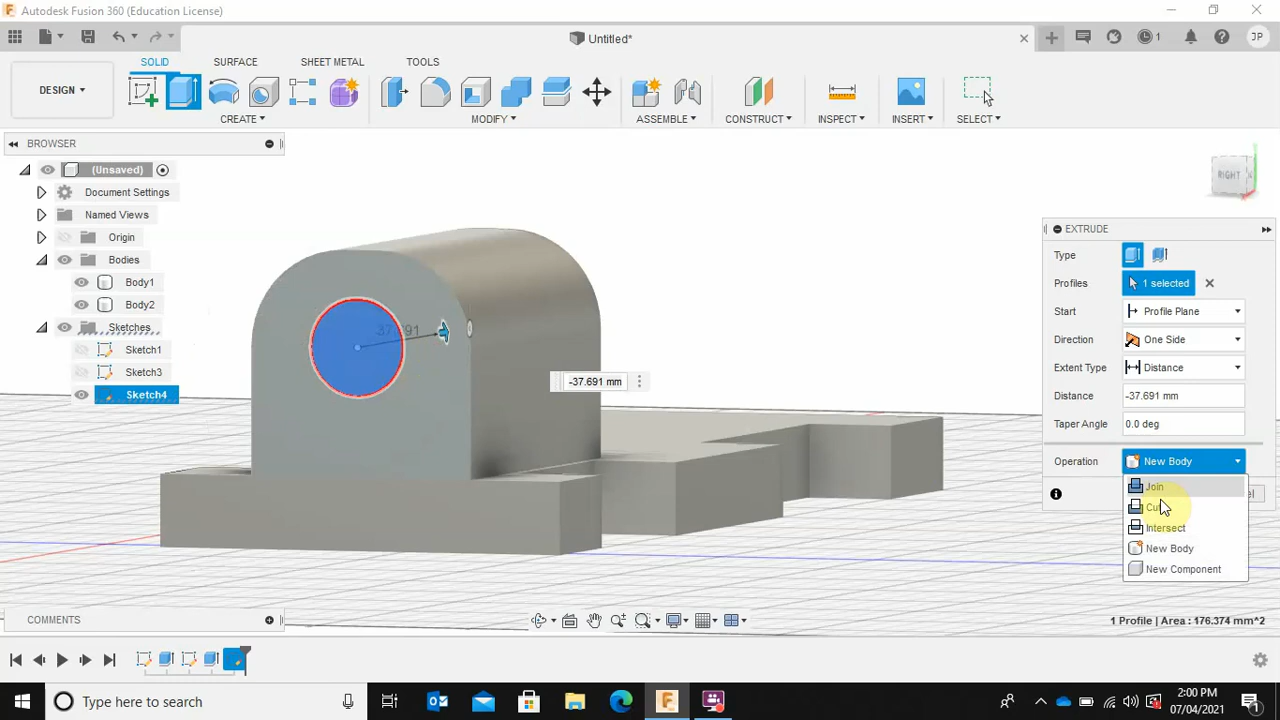 Autodesk Fusion 360 (Education License)
Untitled*
1
JP
SOLID
SURFACE
SHEET METAL
TOOLS
DESIGN
CREATE
MODIFY
ASSEMBLE
CONSTRUCT
INSPECT
INSERT
SELECT
BROWSER
(Unsaved)
Document Settings
Named Views
Origin
Bodies
Body1
Body2
Sketches
Sketch1
Sketch3
Sketch4
-37.691 mm
RIGHT
EXTRUDE
Type
Profiles
1 selected
Start
Profile Plane
Direction
One Side
Extent Type
Distance
Distance
-37.691 mm
Taper Angle
0.0 deg
Operation
New Body
Join
Intersect
New Body
New Component
COMMENTS
1 Profile | Area : 176.374 mm^2
Type here to search
2:00 PM
07/04/2021
1